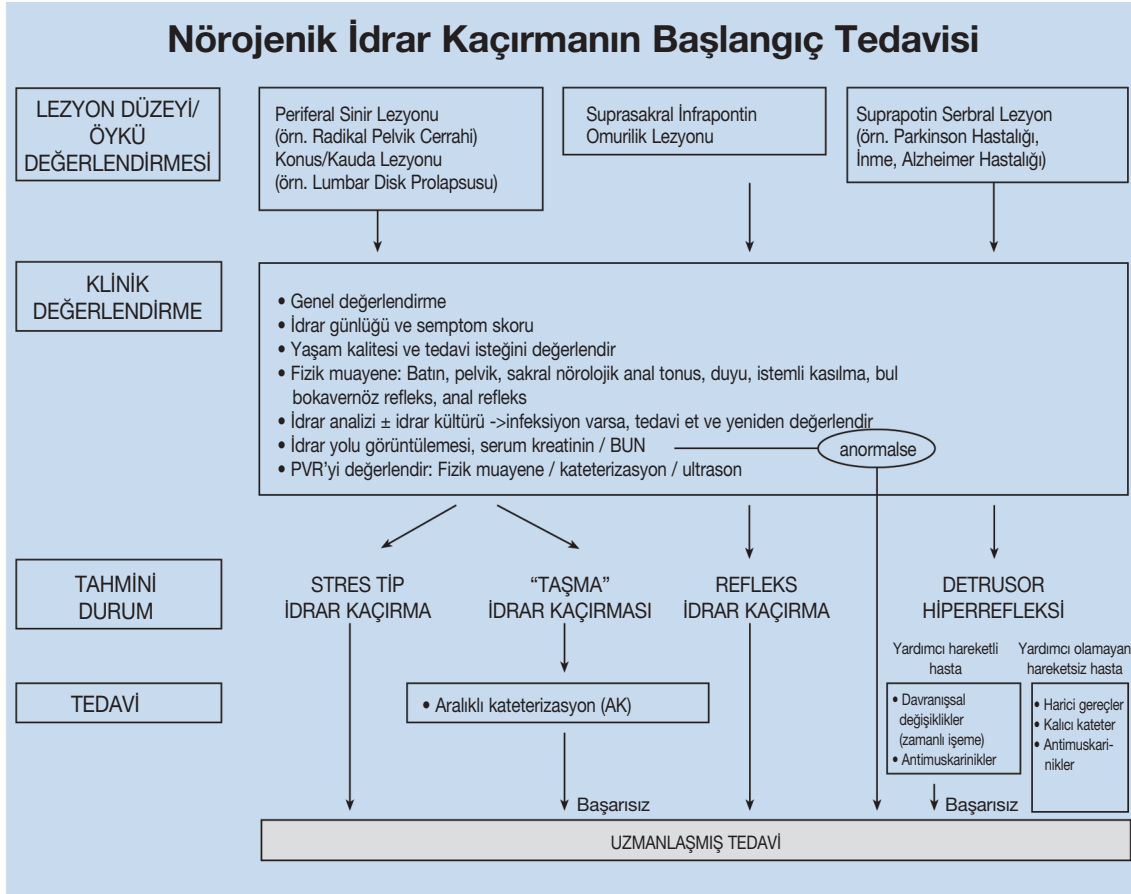 Nörojenik İdrar Kaçırmanın Başlangıç Tedavisi
LEZYON DÜZEYİ/
ÖYKÜ
DEĞERLENDİRMESİ
Periferal Sinir Lezyonu
(örn. Radikal Pelvik Cerrahi)
Konus/Kauda Lezyonu
(örn. Lumbar Disk Prolapsusu)
Suprasakral İnfrapontin
Omurilik Lezyonu
Suprapotin Serbral Lezyon
(örn. Parkinson Hastalığı,
İnme, Alzheimer Hastalığı)
KLİNİK
DEĞERLENDİRME
• Genel değerlendirme
• İdrar günlüğü ve semptom skoru
• Yaşam kalitesi ve tedavi isteğini değerlendir
• Fizik muayene: Batın, pelvik, sakral nörolojik anal tonus, duyu, istemli kasılma, bul
bokavernöz refleks, anal refleks
• İdrar analizi ± idrar kültürü ->infeksiyon varsa, tedavi et ve yeniden değerlendir
• İdrar yolu görüntülemesi, serum kreatinin / BUN
anormalse
• PVR'yi değerlendir: Fizik muayene / kateterizasyon / ultrason
TAHMİNİ
DURUM
STRES TİP
İDRAR KAÇIRMA
“TAŞMA”
İDRAR KAÇIRMASI
REFLEKS
İDRAR KAÇIRMA
DETRUSOR
HİPERREFLEKSİ
Yardımcı hareketli
hasta
Yardımcı olamayan
hareketsiz hasta
TEDAVİ
• Aralıklı kateterizasyon (AK)
• Davranışsal
değişiklikler
(zamanlı işeme)
• Antimuskarinikler
• Harici gereçler
• Kalıcı kateter
• Antimuskari-
nikler
Başarısız
Başarısız
UZMANLAŞMIŞ TEDAVİ